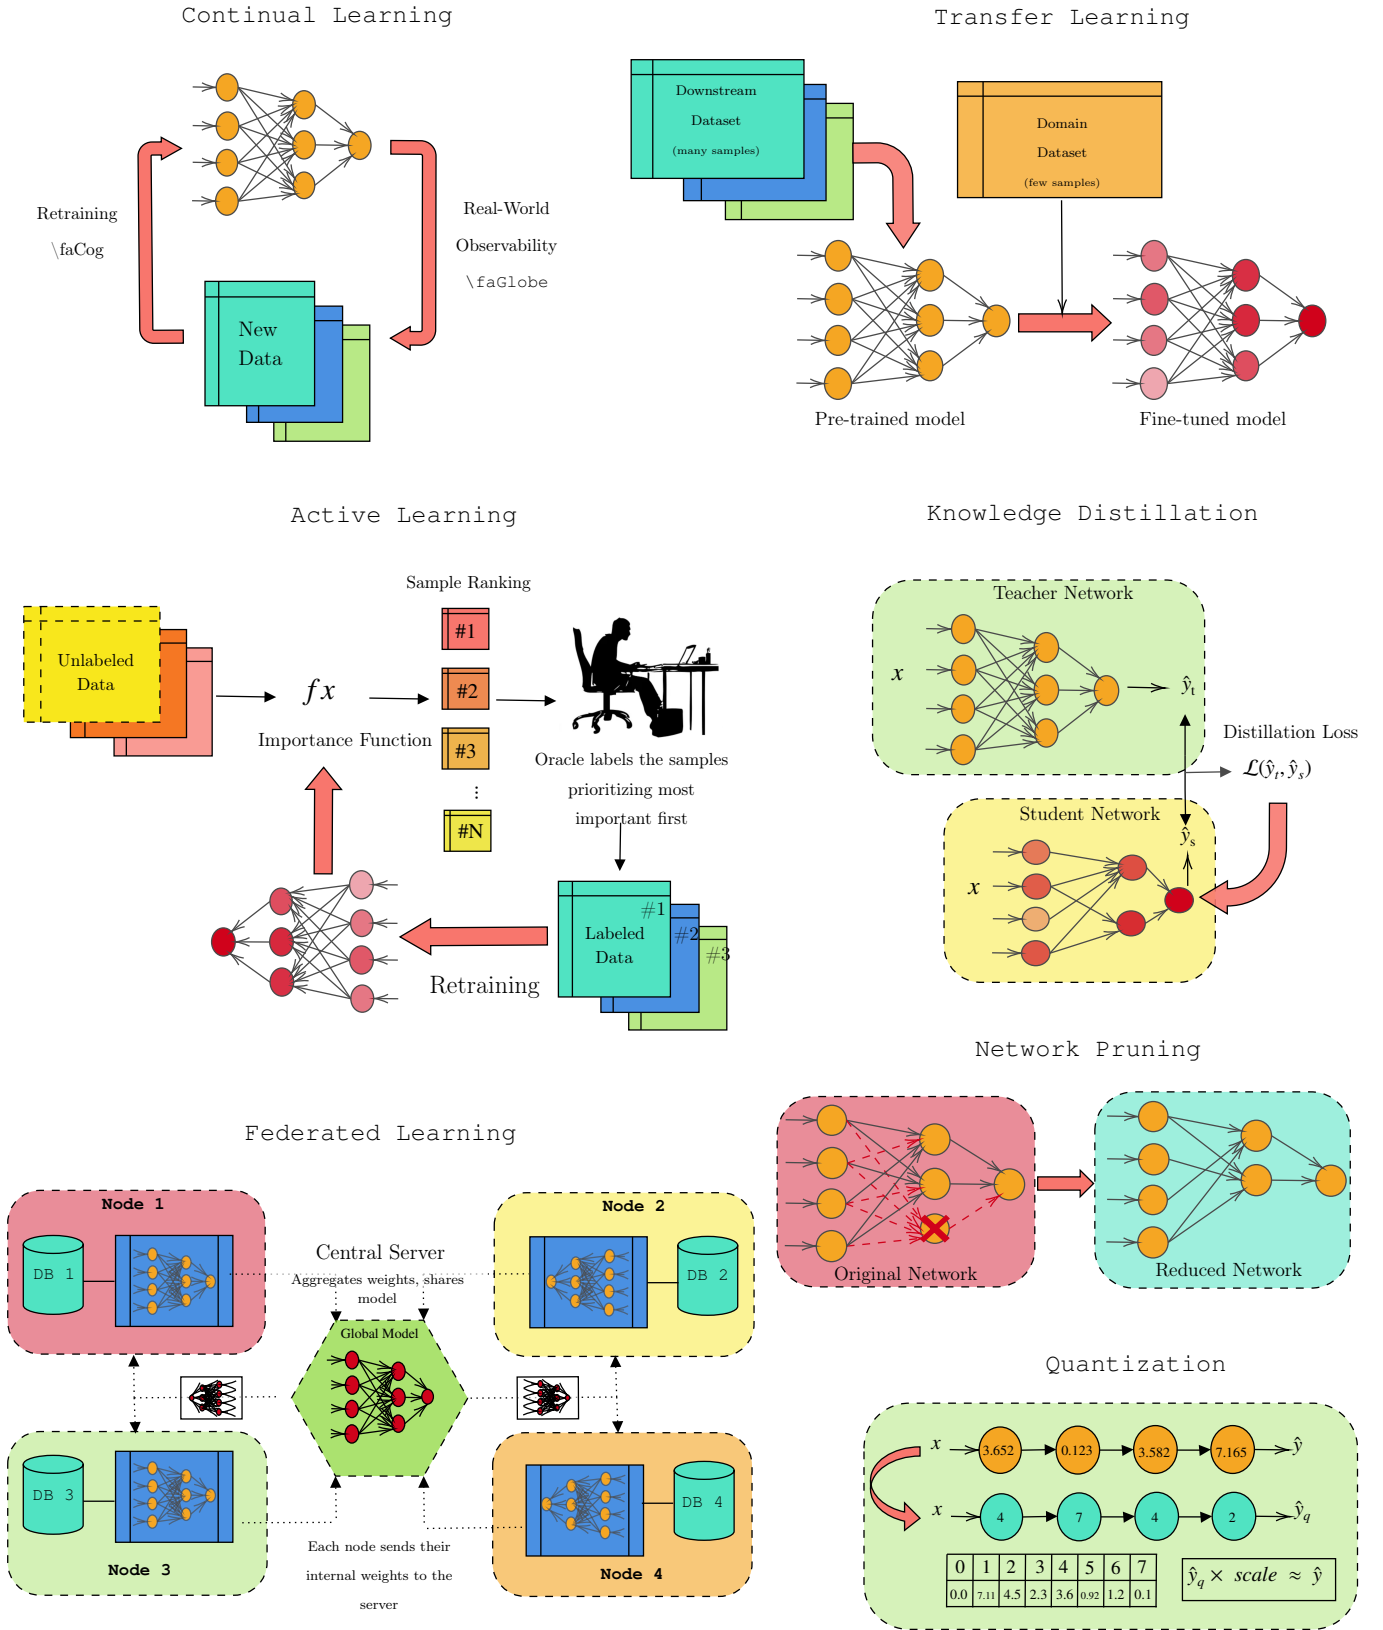 Continual Learning
Retraining
\faCog
Real-World
Observability
\faGlobe
New
Data
Transfer Learning
Downstream
Dataset
(many samples)
Domain
Dataset
(few samples)
Pre-trained model
Fine-tuned model
Active Learning
Sample Ranking
Unlabeled
Data
fx
Importance Function
#1
#2
#3
⋮
#N
Oracle labels the samples
prioritizing most
important first
#1
#2
#3
Labeled
Data
Retraining
Knowledge Distillation
Teacher Network
x
ŷt
Distillation Loss
ℒ(ŷt, ŷs)
Student Network
ŷs
x
Network Pruning
Original Network
Reduced Network
Federated Learning
Node 1
DB 1
Node 2
DB 2
Central Server
Aggregates weights, shares
model
Global Model
DB 3
Node 3
DB 4
Node 4
Each node sends their
internal weights to the
server
Quantization
x 3.652 0.123 3.582 7.165 ŷ
x 4 7 4 2 ŷq
0 1 2 3 4 5 6 7
0.0 7.11 4.5 2.3 3.6 0.92 1.2 0.1
ŷq × scale ≈ ŷ